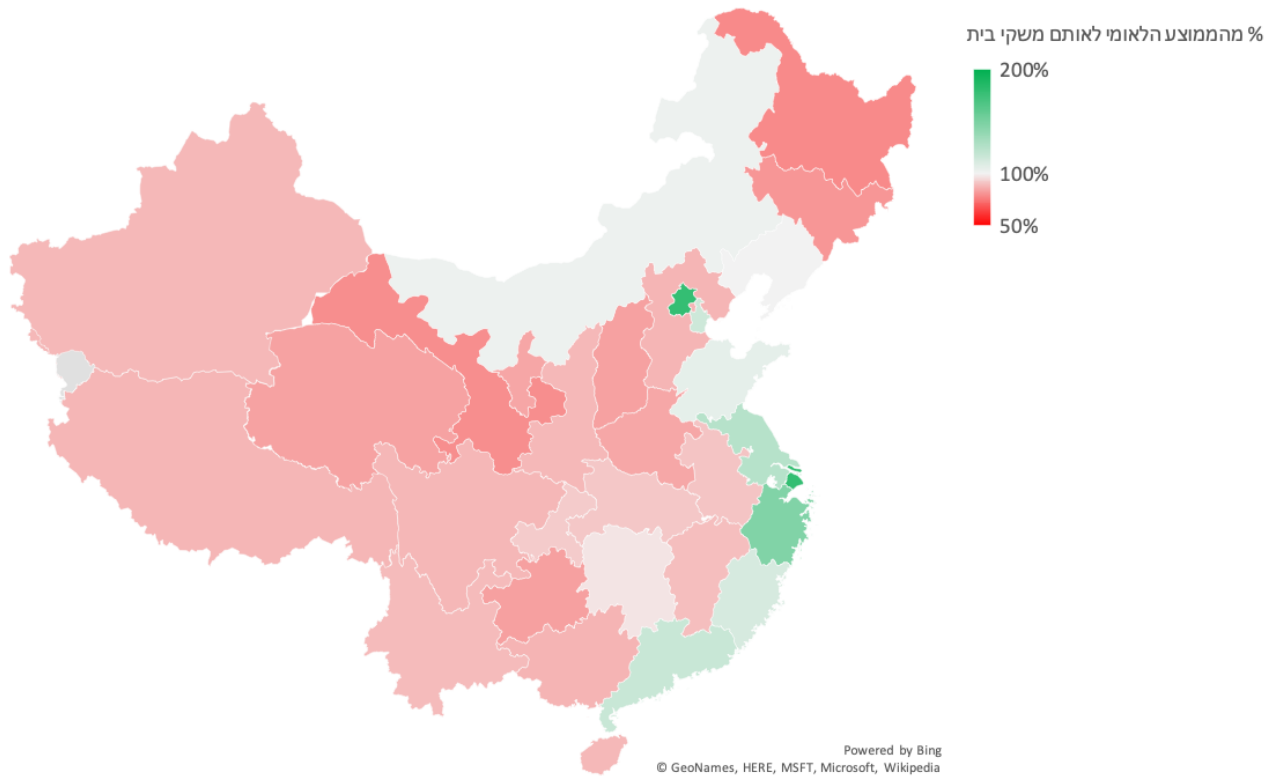 % מהממוצע הלאומי לאותם משקי בית
200%
100%
50%
Powered by Bing
© GeoNames, HERE, MSFT, Microsoft, Wikipedia